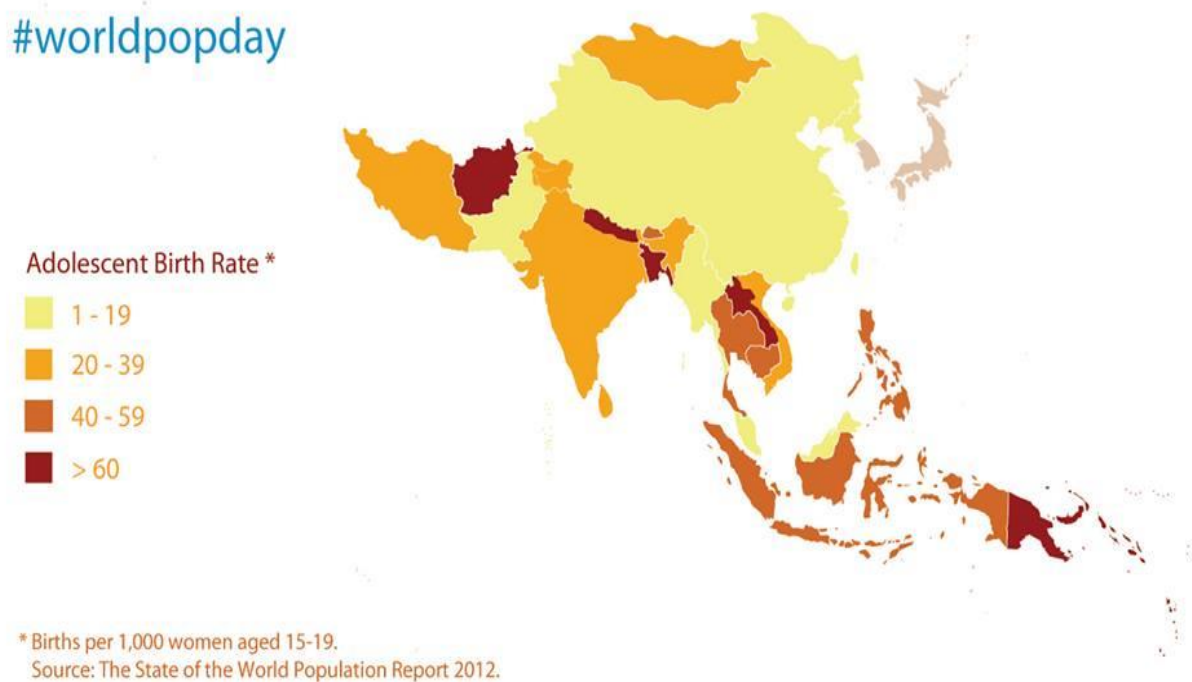 #worldpopday
Adolescent Birth Rate *
1 - 19
20 - 39
40 - 59
> 60
* Births per 1,000 women aged 15-19.
Source: The State of the World Population Report 2012.